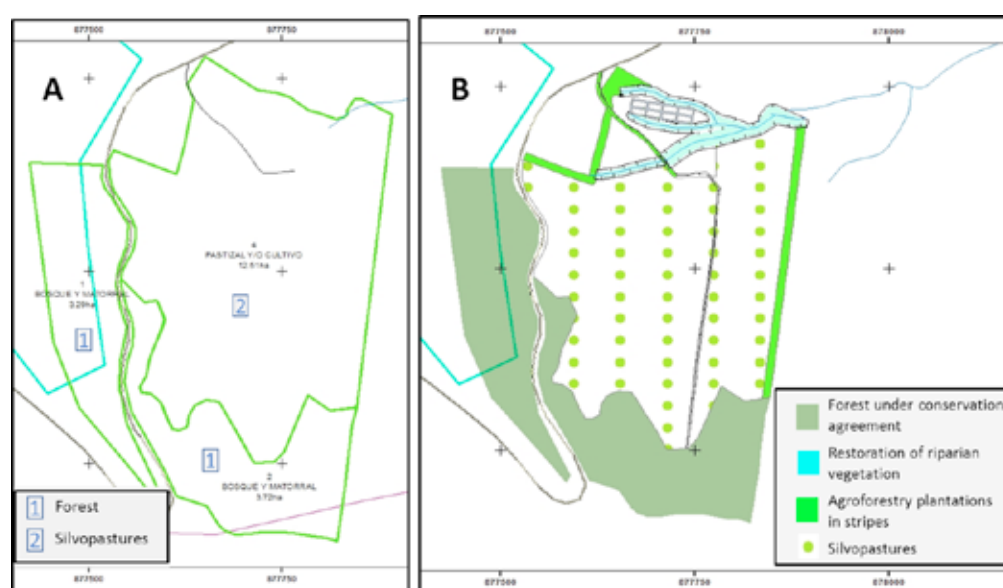 877500
877750
A
4
PASTIZAL Y/O CULTIVO
12.61ha
2
1
BOSQUE Y MATORRAL
3.29ha
1
1
2
BOSQUE Y MATORRAL
3.72ha
1 Forest
2 Silvopastures
877500
877750
877500
877750
878000
B
Forest under conservation
agreement
Restoration of riparian
vegetation
Agroforestry plantations
in stripes
Silvopastures
877500
877750
878000